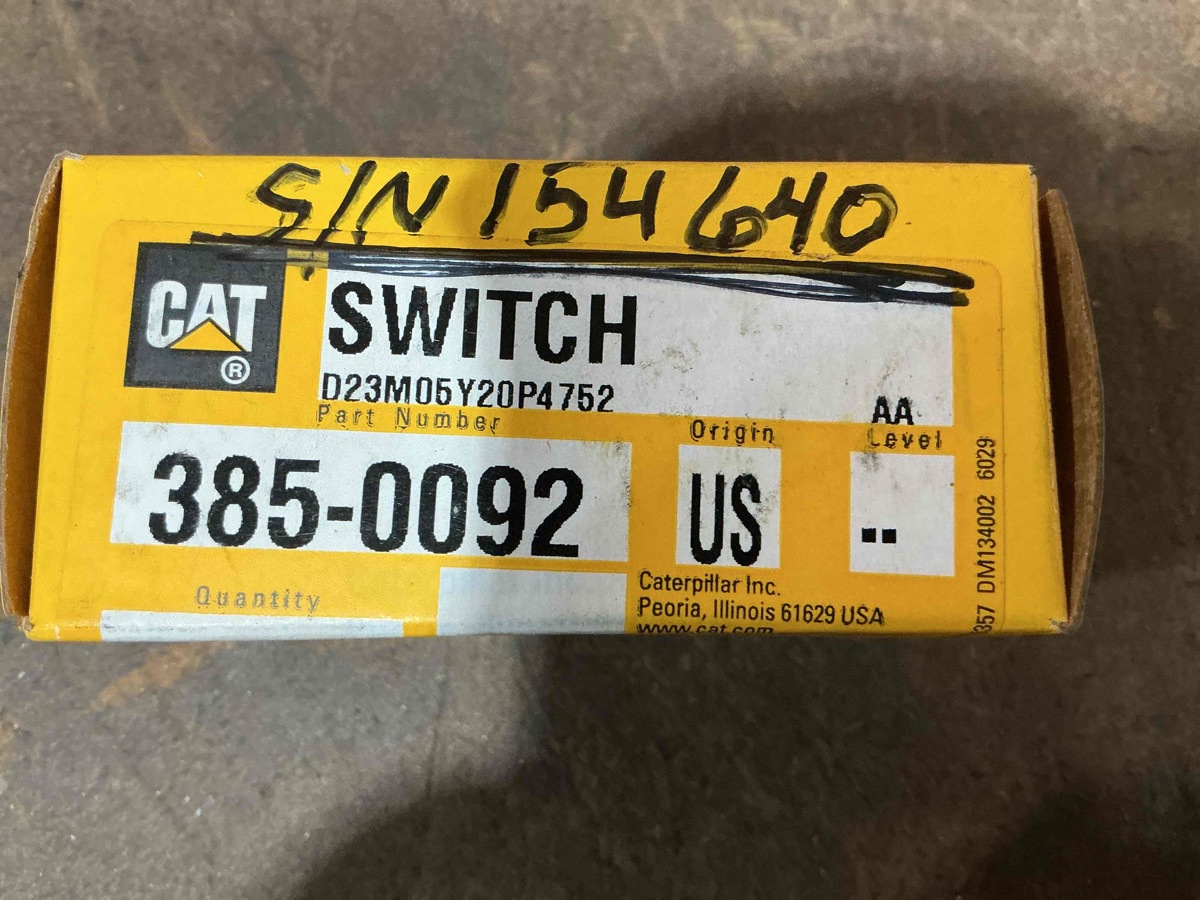 S/N 154640
CAT
®
SWITCH
D23M05Y20P4752
AA
Part Number
Origin
Level
385-0092
US
--
Quantity
Caterpillar Inc.
Peoria, Illinois 61629 USA
www.cat.com
357 DM134002 6029